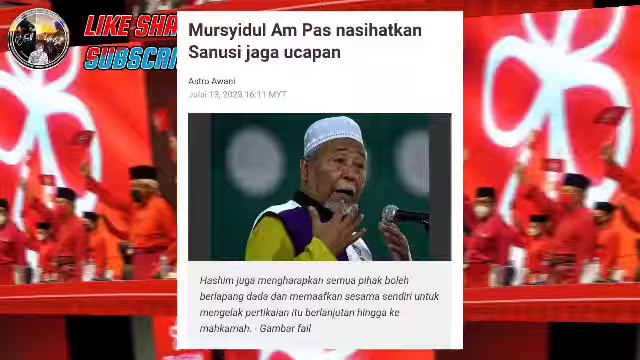 LIKE SHA
SUBSCRI
Mursyidul Am Pas nasihatkan
Sanusi jaga ucapan
Astro Awani
Julai 13, 2023 16:11 MYT
Hashim juga mengharapkan semua pihak boleh
berlapang dada dan memaafkan sesama sendiri untuk
mengelak pertikaian itu berlanjutan hingga ke
mahkamah. - Gambar fail